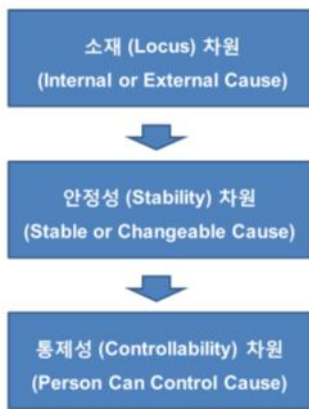 소재 (Locus) 차원
(Internal or External Cause)
안정성 (Stability) 차원
(Stable or Changeable Cause)
통제성 (Controllability) 차원
(Person Can Control Cause)